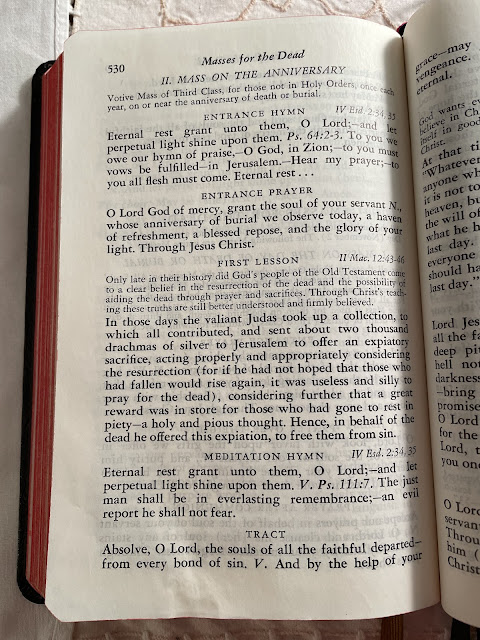 530
Masses for the Dead
II. MASS ON THE ANNIVERSARY
Votive Mass of Third Class, for those not in Holy Orders, once each
year, on or near the anniversary of death or burial.
ENTRANCE HYMN IV Esd. 2:34, 35
Eternal rest grant unto them, O Lord;—and let
perpetual light shine upon them. Ps. 64:2-3. To you we
owe our hymn of praise,—O God, in Zion;—to you must
vows be fulfilled—in Jerusalem.—Hear my prayer;—to
you all flesh must come. Eternal rest . . .
ENTRANCE PRAYER
O Lord God of mercy, grant the soul of your servant N.,
whose anniversary of burial we observe today, a haven
of refreshment, a blessed repose, and the glory of your
light. Through Jesus Christ.
FIRST LESSON II Mac. 12:43-46
Only late in their history did God's people of the Old Testament come
to a clear belief in the resurrection of the dead and the possibility of
aiding the dead through prayer and sacrifices. Through Christ's teach-
ing these truths are still better understood and firmly believed.
In those days the valiant Judas took up a collection, to
which all contributed, and sent about two thousand
drachmas of silver to Jerusalem to offer an expiatory
sacrifice, acting properly and appropriately considering
the resurrection (for if he had not hoped that those who
had fallen would rise again, it was useless and silly to
pray for the dead), considering further that a great
reward was in store for those who had gone to rest in
piety—a holy and pious thought. Hence, in behalf of the
dead he offered this expiation, to free them from sin.
MEDITATION HYMN IV Esd. 2:34, 35
Eternal rest grant unto them, O Lord;—and let
perpetual light shine upon them. V. Ps. 111:7. The just
man shall be in everlasting remembrance;—an evil
report he shall not fear.
TRACT
Absolve, O Lord, the souls of all the faithful departed—
from every bond of sin. V. And by the help of your
grace—may
vengeance.
eternal.
God wants e
believe in Ch
itself in good
Christ.
At that ti
"Whatever
anyone wh
it is not to
heaven, bu
the will of
what he h
last day.
everyone
should ha
last day."
Lord Jes
all the fa
deep pit
hell not
darkness
—bring
promise
O Lord
for the
Lord, t
you one
O Lord
servant
Throu
him (
Christ